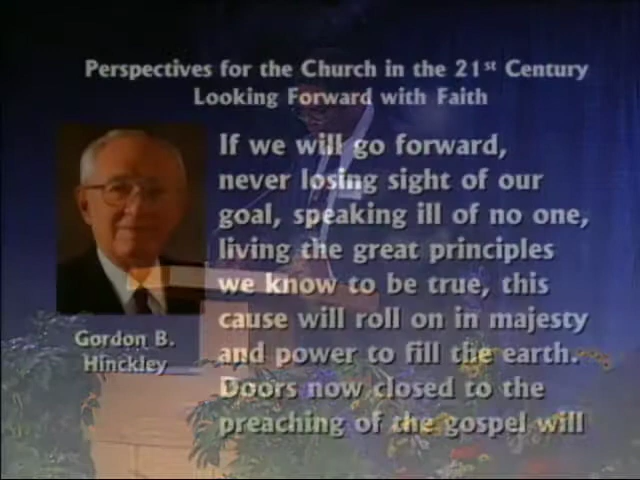 Perspectives for the Church in the 21st Century
Looking Forward with Faith
If we will go forward,
never losing sight of our
goal, speaking ill of no one,
living the great principles
we know to be true, this
cause will roll on in majesty
and power to fill the earth.
Doors now closed to the
preaching of the gospel will
Gordon B.
Hinckley